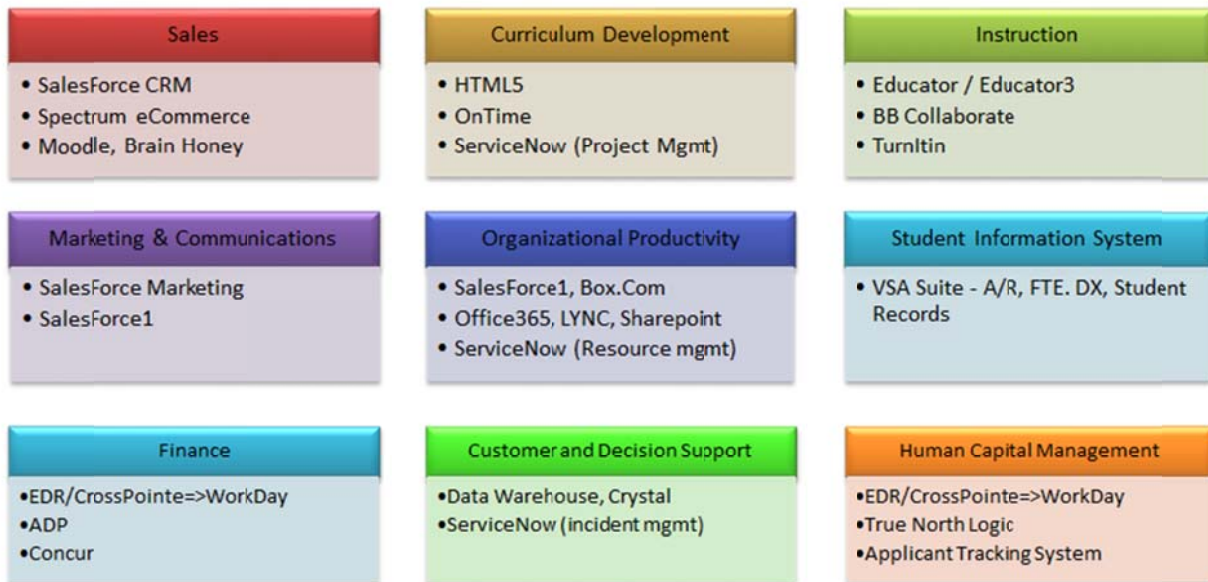 Sales
• SalesForce CRM
• Spectrum eCommerce
• Moodle, Brain Honey
Curriculum Development
• HTML5
• OnTime
• ServiceNow (Project Mgmt)
Instruction
• Educator / Educator3
• BB Collaborate
• TurnItin
Marketing & Communications
• SalesForce Marketing
• SalesForce1
Organizational Productivity
• SalesForce1, Box.Com
• Office365, LYNC, Sharepoint
• ServiceNow (Resource mgmt)
Student Information System
• VSA Suite - A/R, FTE. DX, Student
Records
Finance
•EDR/CrossPointe=>WorkDay
•ADP
•Concur
Customer and Decision Support
•Data Warehouse, Crystal
•ServiceNow (incident mgmt)
Human Capital Management
•EDR/CrossPointe=>WorkDay
•True North Logic
•Applicant Tracking System